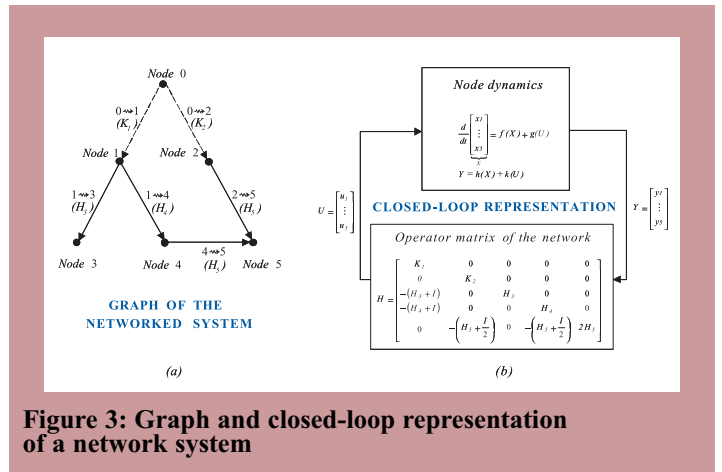 Node 0
0⇝1
(K1)
0⇝2
(K2)
Node 1
Node 2
1⇝3
(H3)
1⇝4
(H4)
2⇝5
(H5)
4⇝5
(H5)
Node 3
Node 4
Node 5
GRAPH OF THE
NETWORKED SYSTEM
(a)
Node dynamics
d/dt [x1 ⋮ x5] = f(X) + g(U)
X
Y = h(X) + k(U)
U = [u1 ⋮ u5]
CLOSED-LOOP REPRESENTATION
Y = [y1 ⋮ y5]
Operator matrix of the network
K1 0 0 0 0
0 K2 0 0 0
H = −(H3+I) 0 H3 0 0
−(H4+I) 0 0 H4 0
0 −(H5+I/2) 0 −(H5+I/2) 2H5
(b)
Figure 3: Graph and closed-loop representation
of a network system